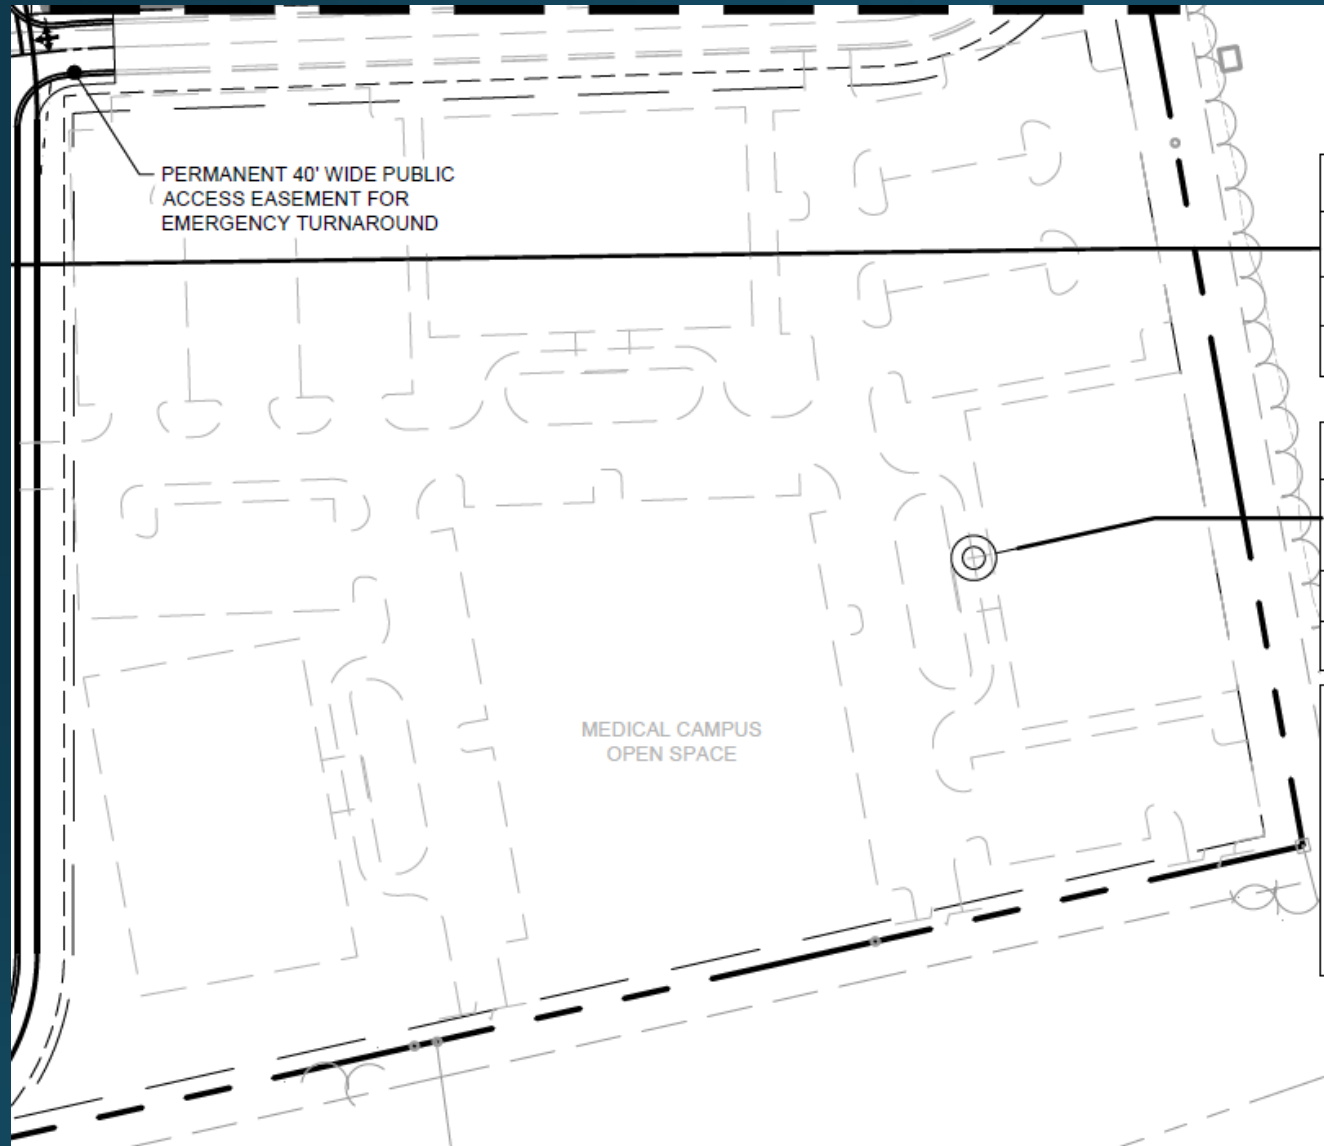 PERMANENT 40' WIDE PUBLIC
ACCESS EASEMENT FOR
EMERGENCY TURNAROUND
MEDICAL CAMPUS
OPEN SPACE